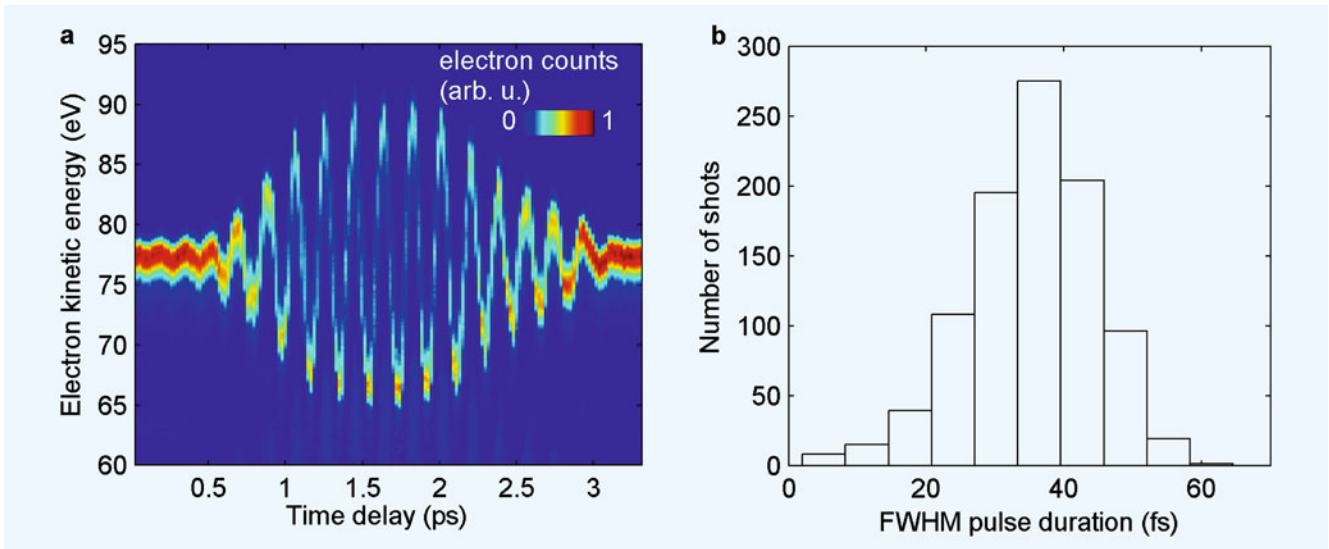 a
95
90
85
80
75
70
65
60
Electron kinetic energy (eV)
electron counts
(arb. u.)
0 1
0.5 1 1.5 2 2.5 3
Time delay (ps)
b
300
250
200
150
100
50
0
Number of shots
0 20 40 60
FWHM pulse duration (fs)